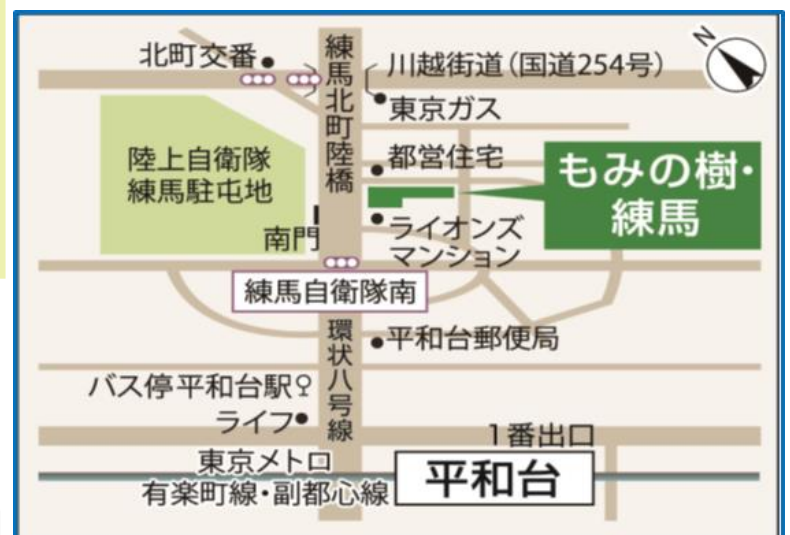 北町交番
練馬北町陸橋
川越街道（国道254号）
N
東京ガス
陸上自衛隊
練馬駐屯地
都営住宅
もみの樹・
練馬
南門
ライオンズ
マンション
練馬自衛隊南
環状八号線
平和台郵便局
バス停平和台駅
ライフ
1番出口
東京メトロ
有楽町線・副都心線
平和台